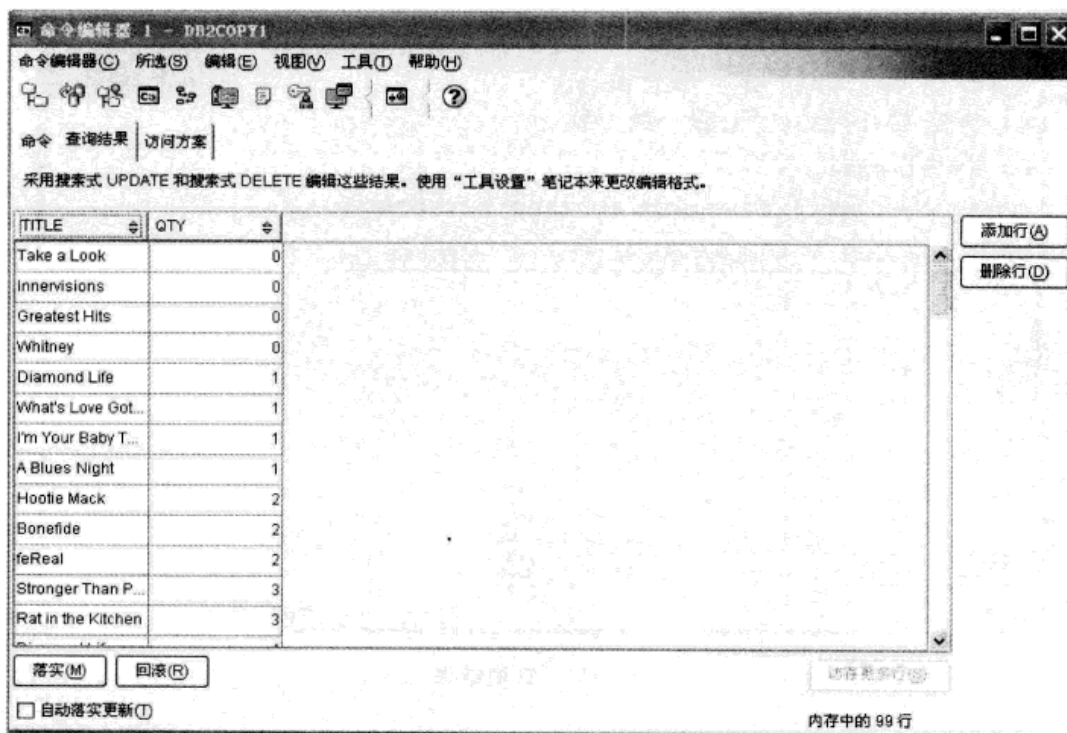 命令编辑器 1 - DB2COPY1
命令编辑器(C) 所选(S) 编辑(E) 视图(V) 工具(T) 帮助(H)
命令 查询结果 访问方案
采用搜索式 UPDATE 和搜索式 DELETE 编辑这些结果。使用“工具设置”笔记本来更改编辑格式。
TITLE QTY
添加行(A)
Take a Look 0
删除行(D)
Innervisions 0
Greatest Hits 0
Whitney 0
Diamond Life 1
What's Love Got... 1
I'm Your Baby T... 1
A Blues Night 1
Hootie Mack 2
Bonefide 2
feReal 2
Stronger Than P... 3
Rat in the Kitchen 3
落实(M) 回滚(R)
自动落实更新(T)
内存中的 99 行